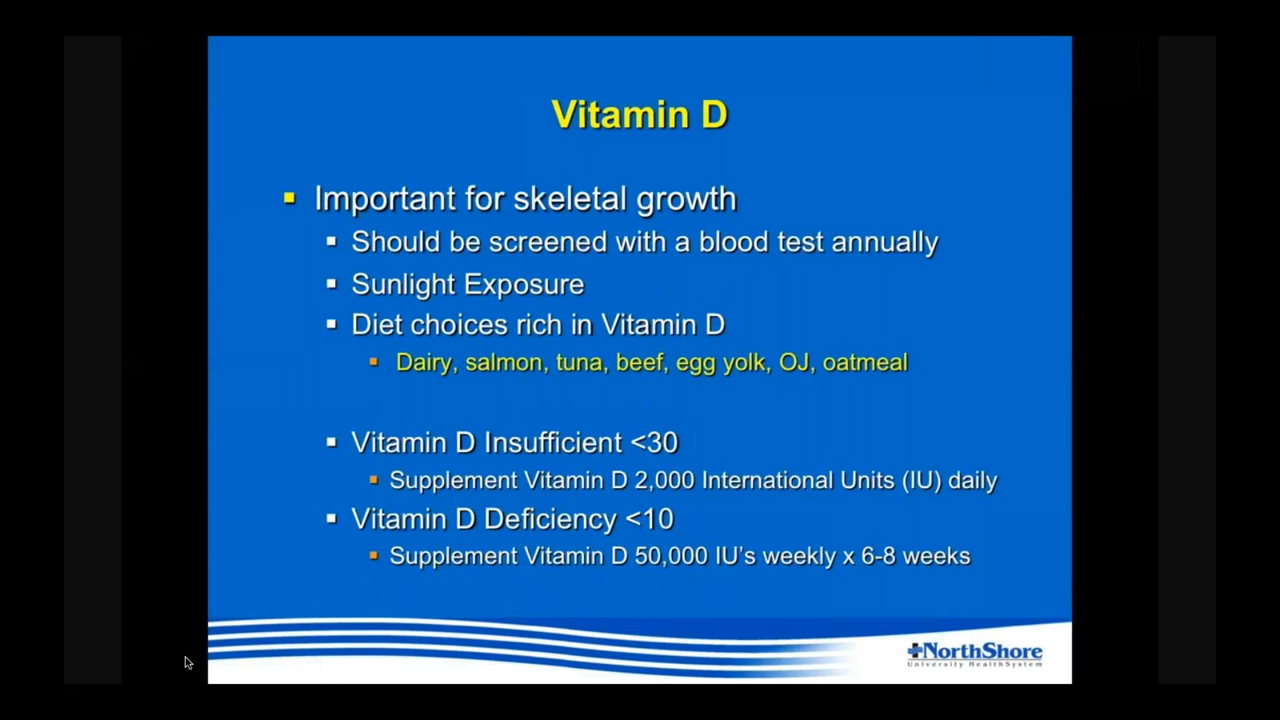 Vitamin D
Important for skeletal growth
Should be screened with a blood test annually
Sunlight Exposure
Diet choices rich in Vitamin D
Dairy, salmon, tuna, beef, egg yolk, OJ, oatmeal
Vitamin D Insufficient <30
Supplement Vitamin D 2,000 International Units (IU) daily
Vitamin D Deficiency <10
Supplement Vitamin D 50,000 IU's weekly x 6-8 weeks
NorthShore
University HealthSystem